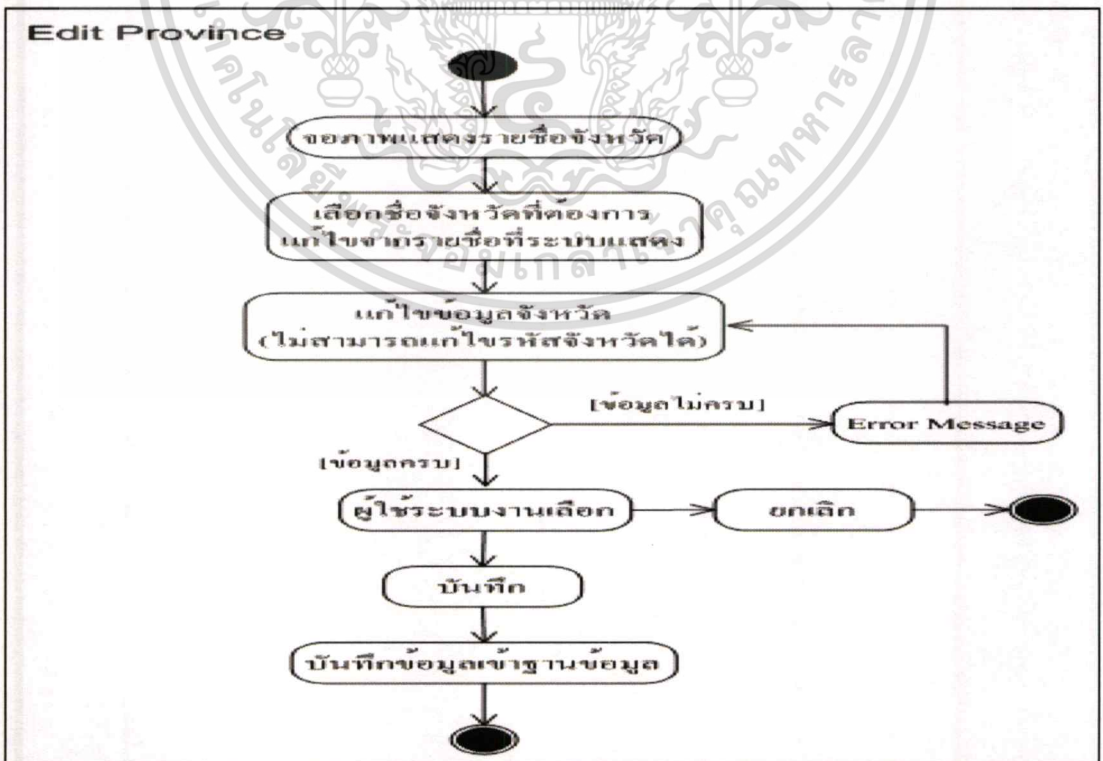 Edit Province
จอภาพแสดงรายชื่อจังหวัด
เลือกชื่อจังหวัดที่ต้องการ
แก้ไขจากรายชื่อที่ระบบแสดง
แก้ไขข้อมูลจังหวัด
(ไม่สามารถแก้ไขรหัสจังหวัดได้)
[ข้อมูลไม่ครบ]
Error Message
[ข้อมูลครบ]
ผู้ใช้ระบบงานเลือก
ยกเลิก
บันทึก
บันทึกข้อมูลเข้าฐานข้อมูล